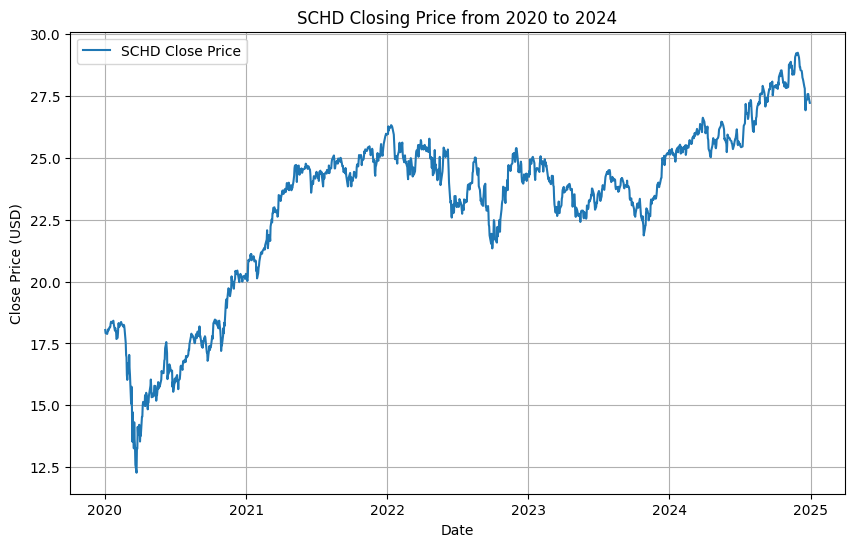 SCHD Closing Price from 2020 to 2024
SCHD Close Price
30.0
27.5
25.0
22.5
20.0
17.5
15.0
12.5
Close Price (USD)
2020 2021 2022 2023 2024 2025
Date